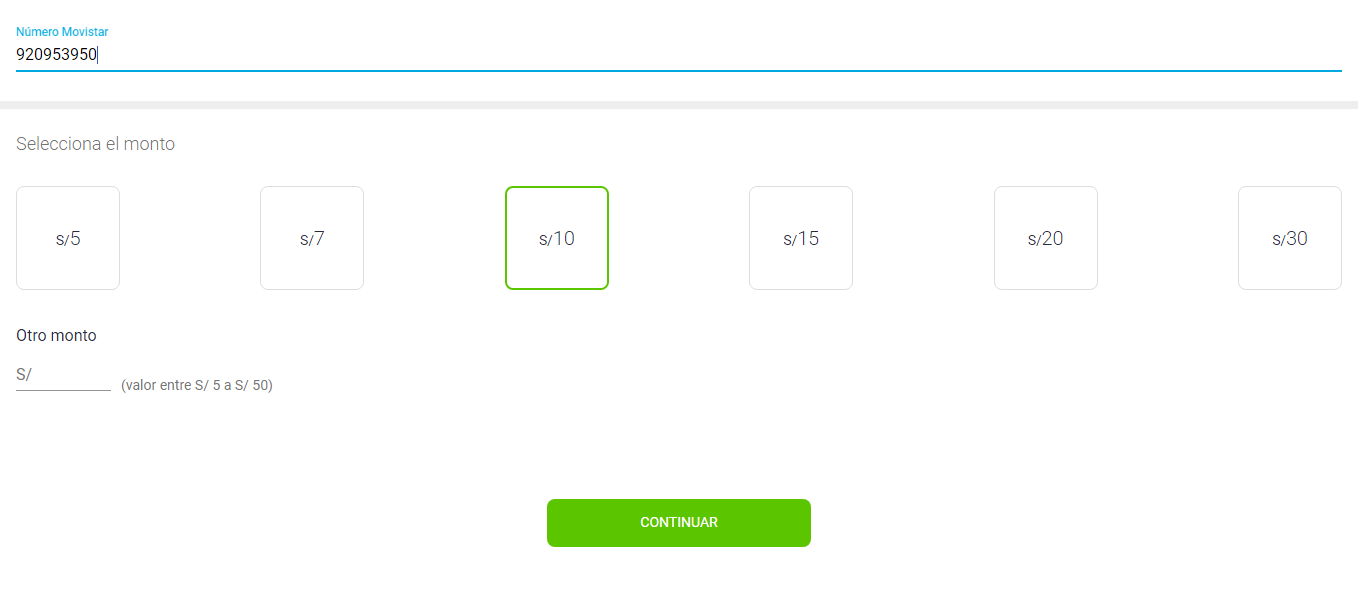 Número Movistar
920953950
Selecciona el monto
s/5 s/7 s/10 s/15 s/20 s/30
Otro monto
S/ (valor entre S/ 5 a S/ 50)
CONTINUAR